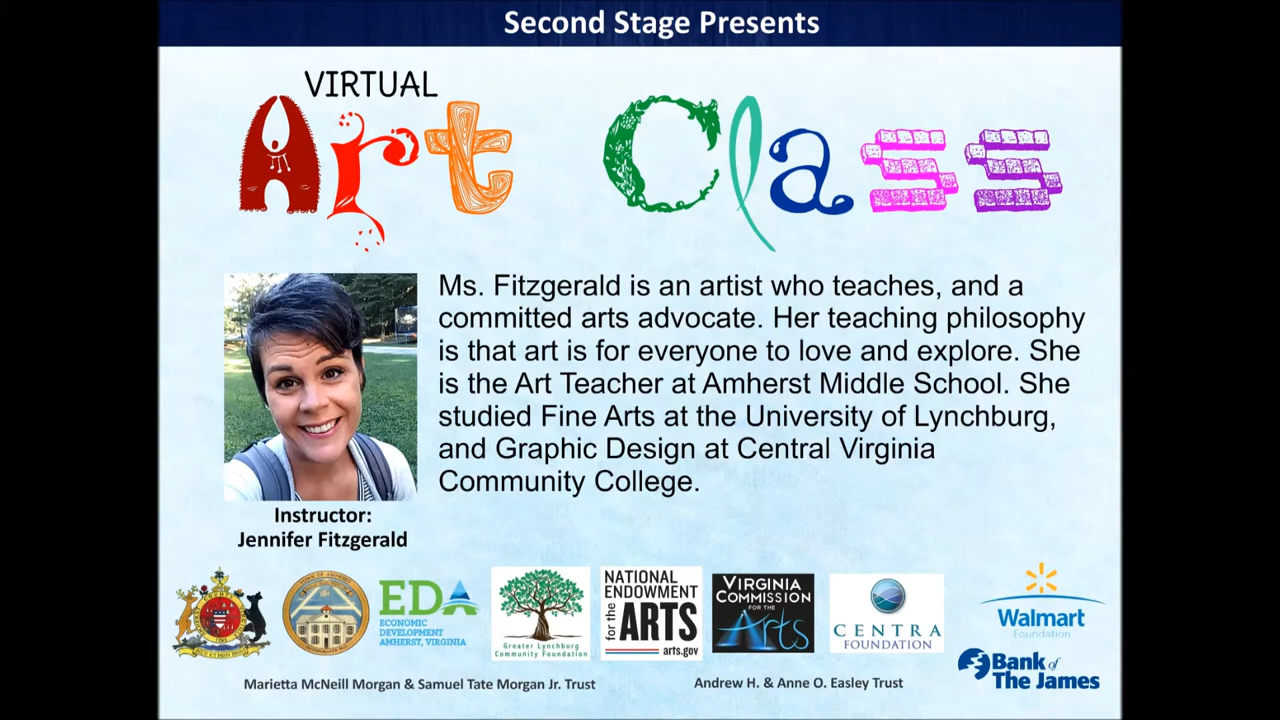 Second Stage Presents
VIRTUAL
Art Class
Ms. Fitzgerald is an artist who teaches, and a
committed arts advocate. Her teaching philosophy
is that art is for everyone to love and explore. She
is the Art Teacher at Amherst Middle School. She
studied Fine Arts at the University of Lynchburg,
and Graphic Design at Central Virginia
Community College.
Instructor:
Jennifer Fitzgerald
EDA
ECONOMIC
DEVELOPMENT
AMHERST, VIRGINIA
Greater Lynchburg
Community Foundation
NATIONAL
ENDOWMENT
for the
ARTS
arts.gov
VIRGINIA
COMMISSION
FOR THE
Arts
CENTRA
FOUNDATION
Walmart
Foundation
Bank of
The James
Marietta McNeill Morgan & Samuel Tate Morgan Jr. Trust
Andrew H. & Anne O. Easley Trust